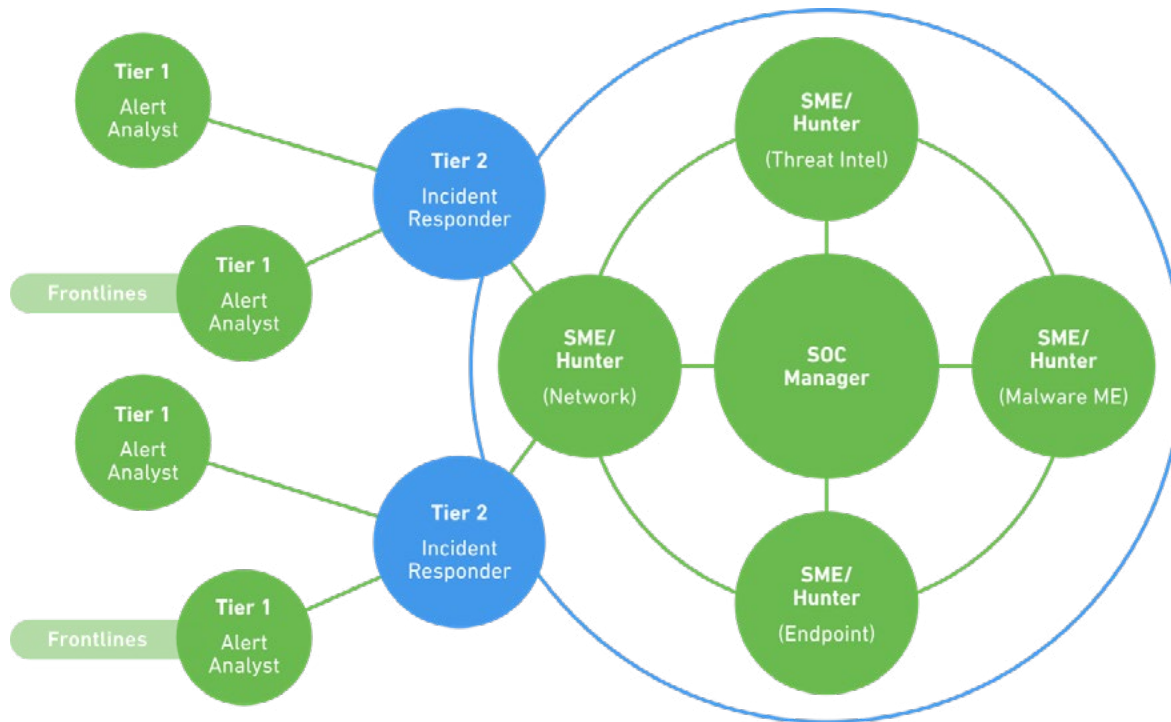 Tier 1
Alert
Analyst
Tier 2
Incident
Responder
Frontlines
Tier 1
Alert
Analyst
Tier 1
Alert
Analyst
Tier 2
Incident
Responder
Frontlines
Tier 1
Alert
Analyst
SME/
Hunter
(Threat Intel)
SME/
Hunter
(Network)
SOC
Manager
SME/
Hunter
(Malware ME)
SME/
Hunter
(Endpoint)